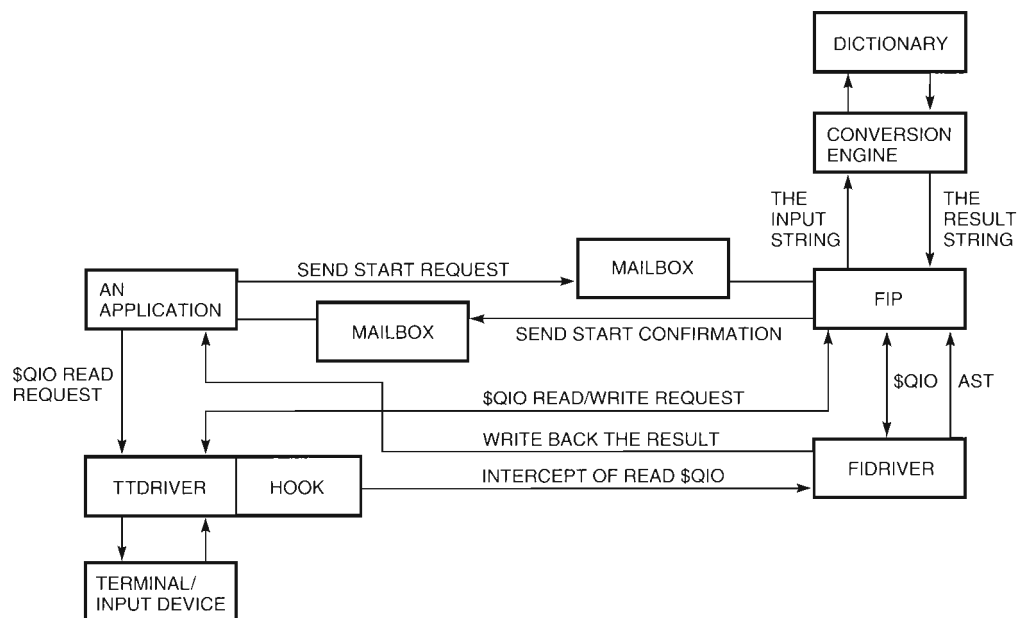 DICTIONARY
CONVERSION
ENGINE
THE
INPUT
STRING
THE
RESULT
STRING
SEND START REQUEST
MAILBOX
AN
APPLICATION
FIP
MAILBOX
SEND START CONFIRMATION
$QIO READ
REQUEST
$QIO
AST
$QIO READ/WRITE REQUEST
WRITE BACK THE RESULT
TTDRIVER
HOOK
INTERCEPT OF READ $QIO
FIDRIVER
TERMINAL/
INPUT DEVICE